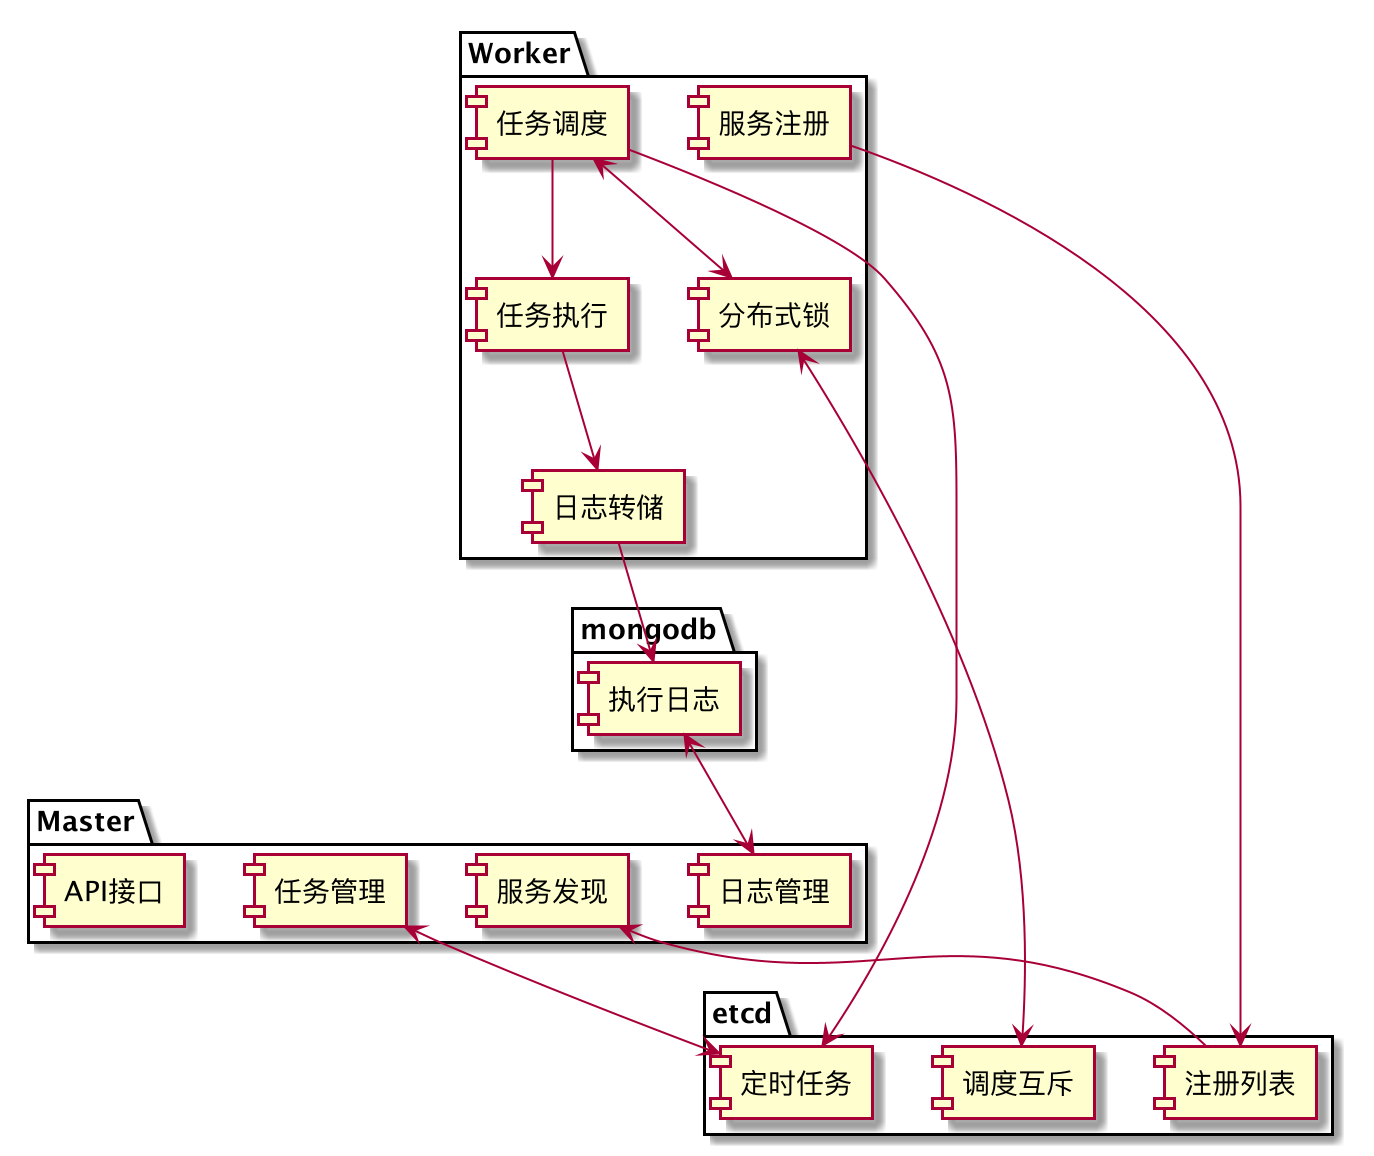 Worker
任务调度
服务注册
任务执行
分布式锁
日志转储
mongodb
执行日志
Master
API接口
任务管理
服务发现
日志管理
etcd
定时任务
调度互斥
注册列表